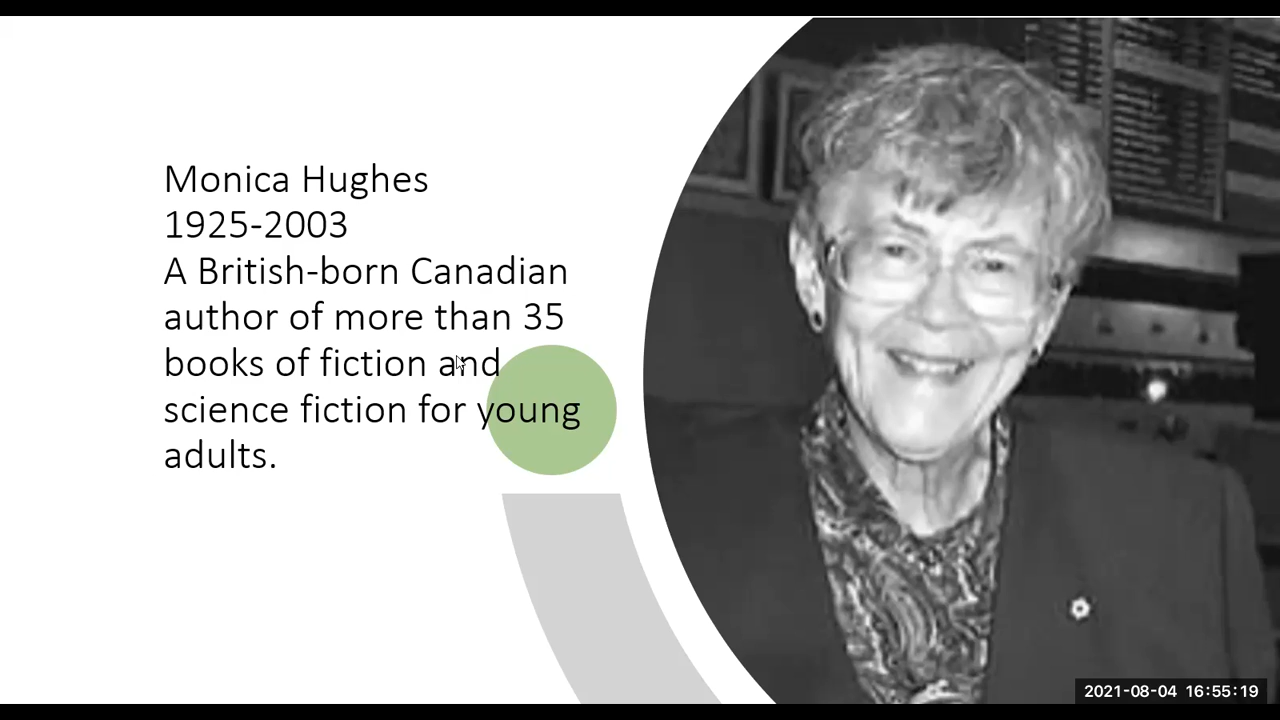 Monica Hughes
1925-2003
A British-born Canadian
author of more than 35
books of fiction and
science fiction for young
adults.
2021-08-04 16:55:19